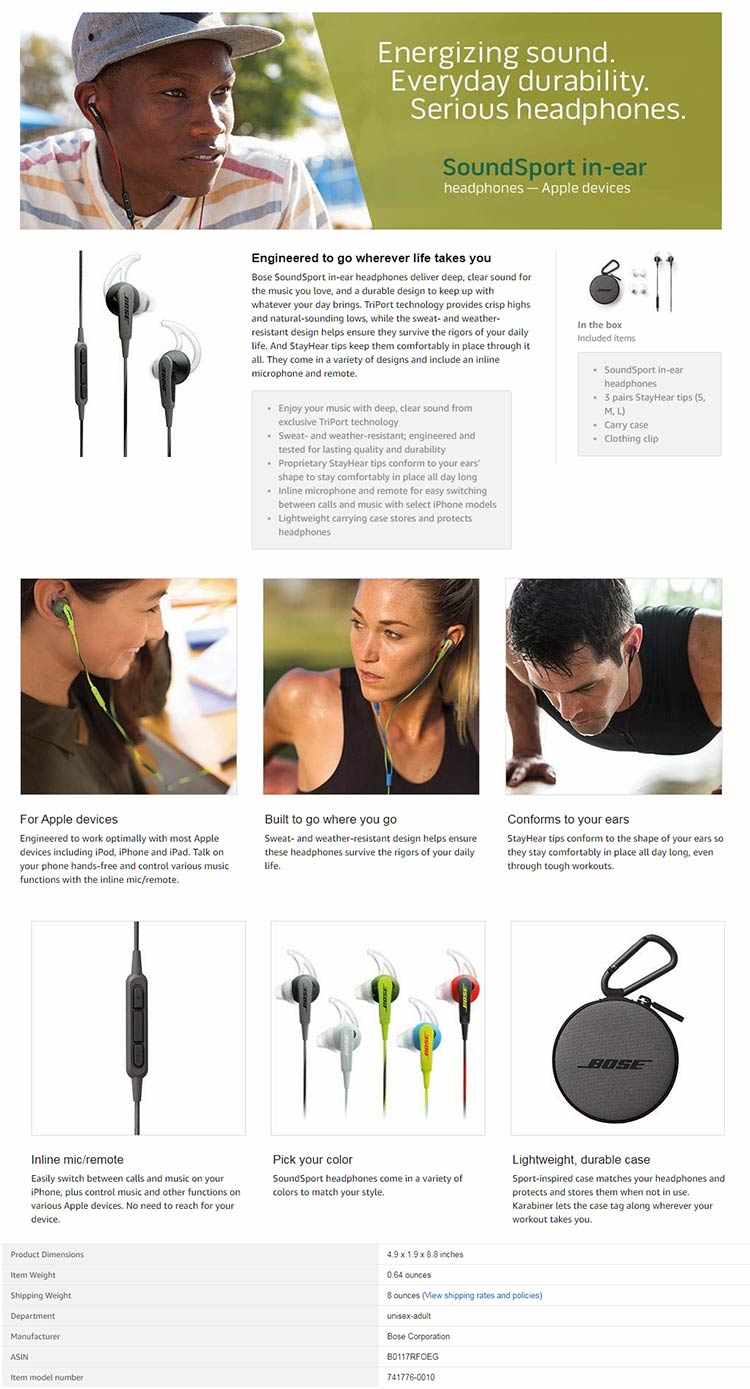 Energizing sound.
Everyday durability.
Serious headphones.
SoundSport in-ear
headphones — Apple devices
Engineered to go wherever life takes you
Bose SoundSport in-ear headphones deliver deep, clear sound for
the music you love, and a durable design to keep up with
whatever your day brings. TriPort technology provides crisp highs
and natural-sounding lows, while the sweat- and weather-
resistant design helps ensure they survive the rigors of your daily
life. And StayHear tips keep them comfortably in place through it
all. They come in a variety of designs and include an inline
microphone and remote.
• Enjoy your music with deep, clear sound from
exclusive TriPort technology
• Sweat- and weather-resistant; engineered and
tested for lasting quality and durability
• Proprietary StayHear tips conform to your ears'
shape to stay comfortably in place all day long
• Inline microphone and remote for easy switching
between calls and music with select iPhone models
• Lightweight carrying case stores and protects
headphones
BOSE
BOSE
BOSE
In the box
Included items
• SoundSport in-ear
headphones
• 3 pairs StayHear tips (S,
M, L)
• Carry case
• Clothing clip
For Apple devices
Engineered to work optimally with most Apple
devices including iPod, iPhone and iPad. Talk on
your phone hands-free and control various music
functions with the inline mic/remote.
Built to go where you go
Sweat- and weather-resistant design helps ensure
these headphones survive the rigors of your daily
life.
Conforms to your ears
StayHear tips conform to the shape of your ears so
they stay comfortably in place all day long, even
through tough workouts.
BOSE
BOSE
BOSE
BOSE
BOSE
BOSE
Inline mic/remote
Easily switch between calls and music on your
iPhone, plus control music and other functions on
various Apple devices. No need to reach for your
device.
Pick your color
SoundSport headphones come in a variety of
colors to match your style.
Lightweight, durable case
Sport-inspired case matches your headphones and
protects and stores them when not in use.
Karabiner lets the case tag along wherever your
workout takes you.
Product Dimensions 4.9 x 1.9 x 8.8 inches
Item Weight 0.64 ounces
Shipping Weight 8 ounces (View shipping rates and policies)
Department unisex-adult
Manufacturer Bose Corporation
ASIN B0117RFOEG
Item model number 741776-0010